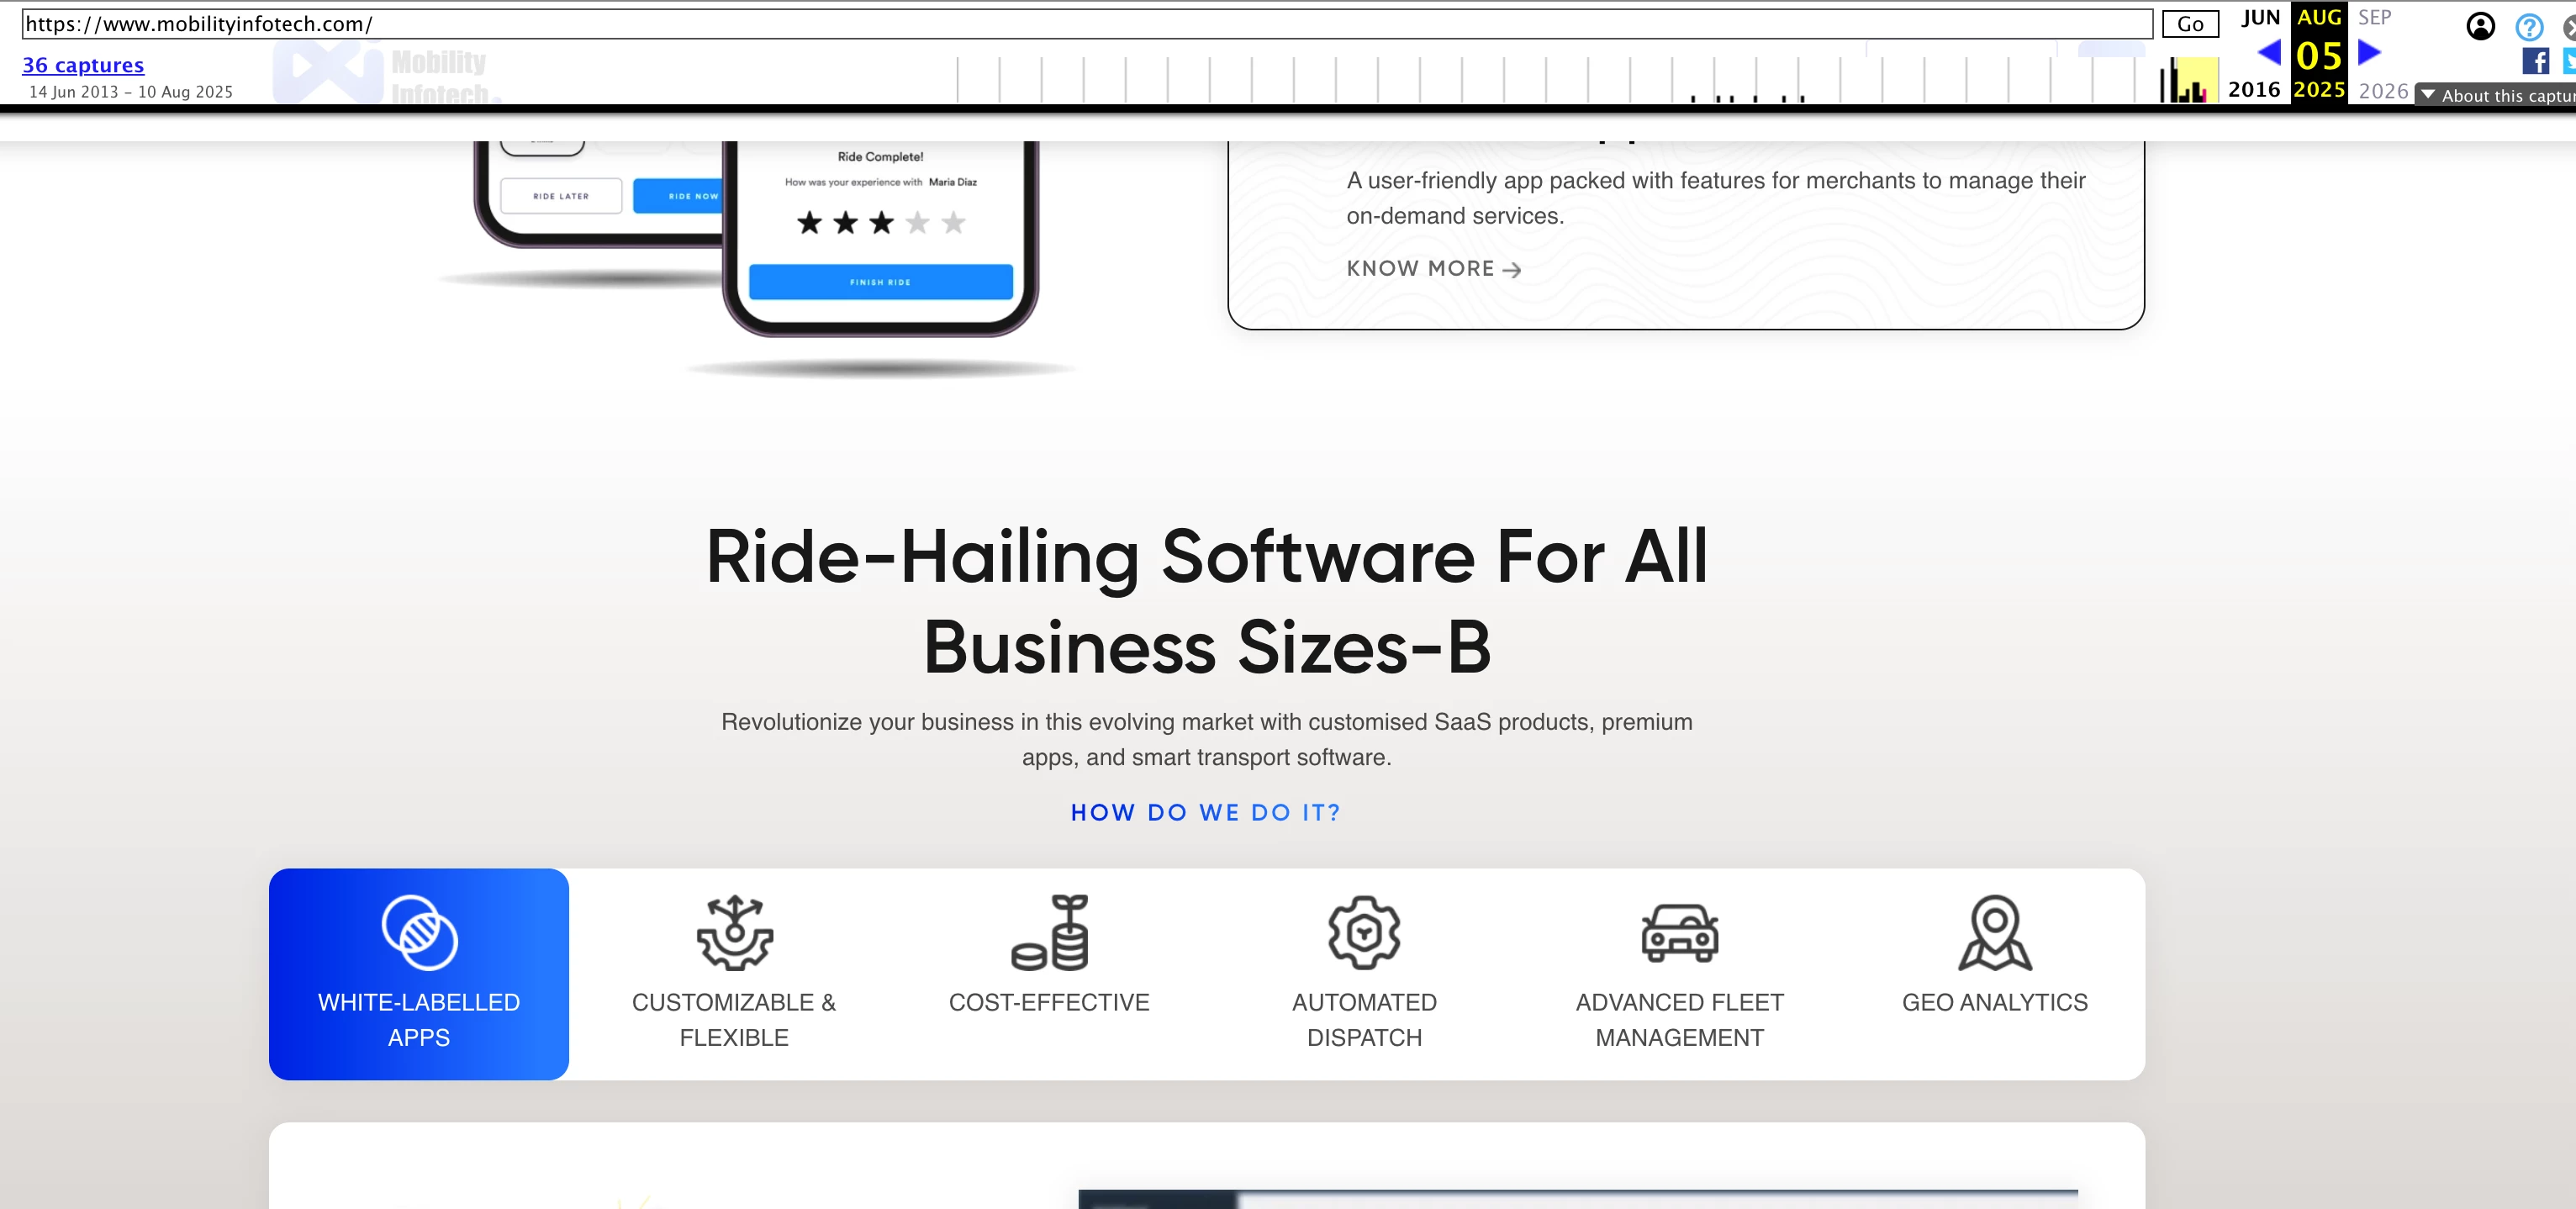 https://www.mobilityinfotech.com/
Go
JUN
AUG
SEP
36 captures
05
14 Jun 2013 – 10 Aug 2025
2016
2025
2026
About this captu
Mobility
Infotech
RIDE LATER
RIDE NOW
Ride Complete!
How was your experience with Maria Diaz
FINISH RIDE
A user-friendly app packed with features for merchants to manage their
on-demand services.
KNOW MORE
Ride-Hailing Software For All
Business Sizes-B
Revolutionize your business in this evolving market with customised SaaS products, premium
apps, and smart transport software.
HOW DO WE DO IT?
WHITE-LABELLED
APPS
CUSTOMIZABLE &
FLEXIBLE
COST-EFFECTIVE
AUTOMATED
DISPATCH
ADVANCED FLEET
MANAGEMENT
GEO ANALYTICS